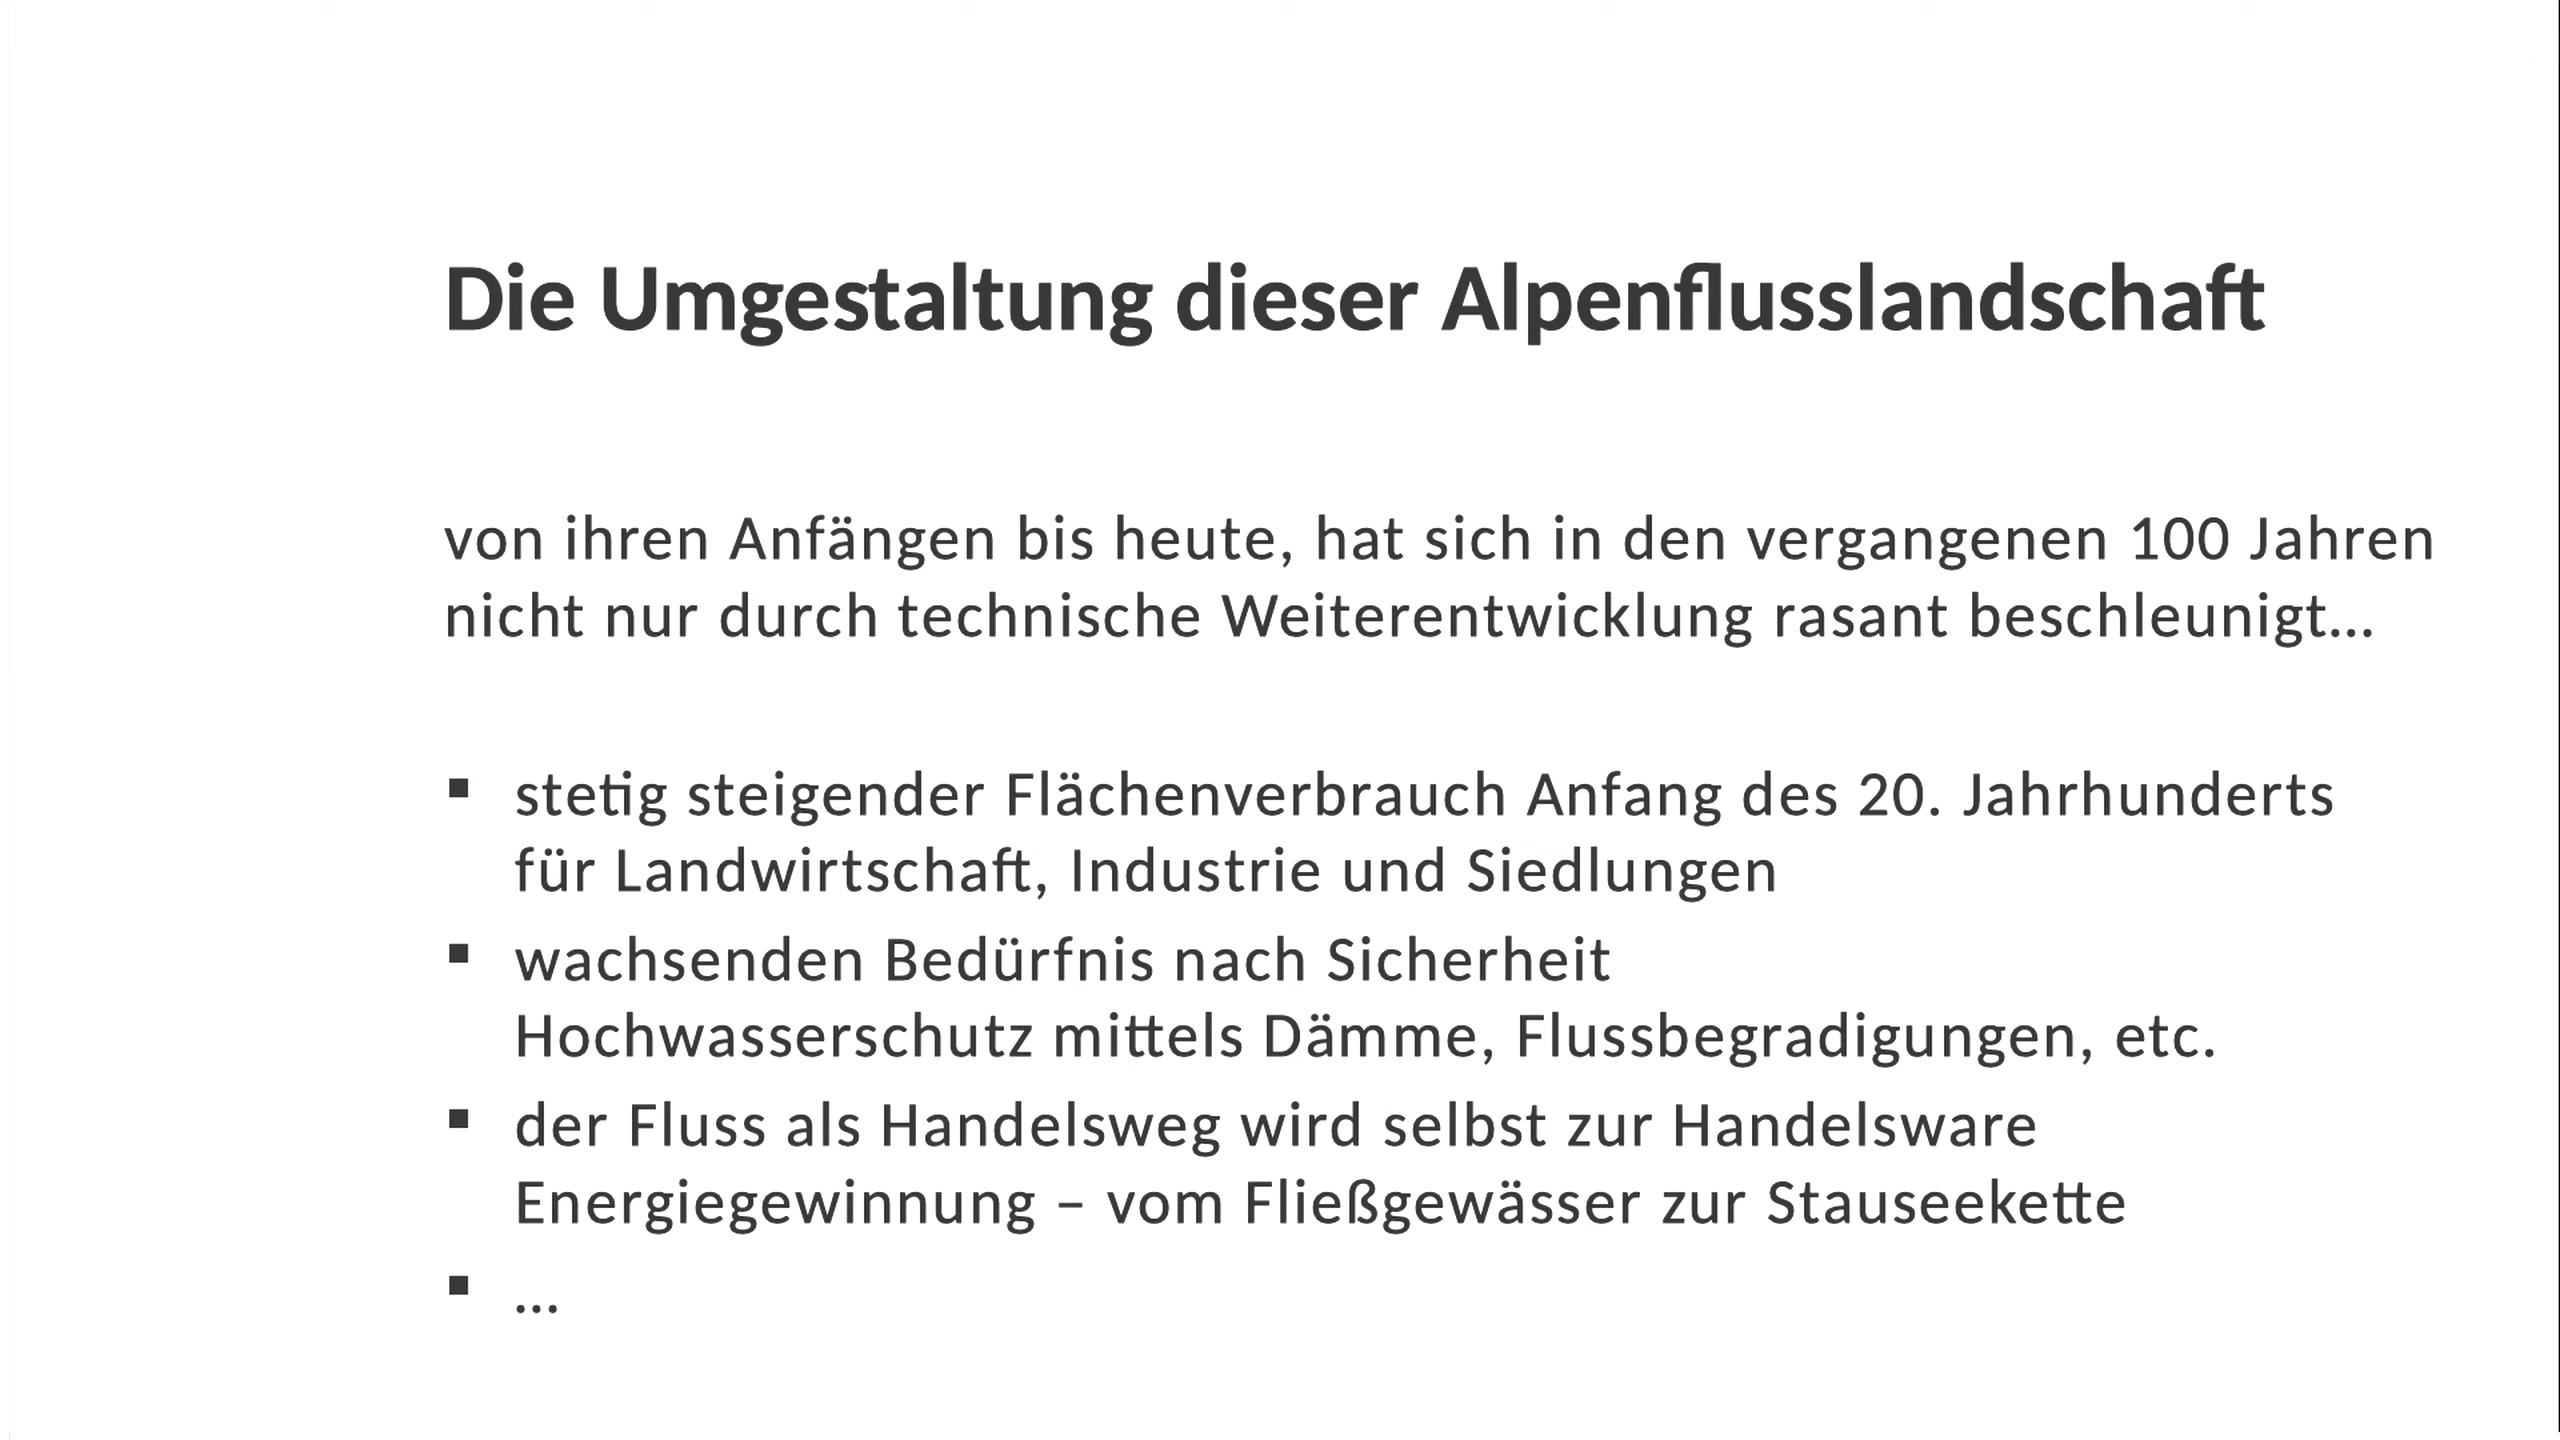 Die Umgestaltung dieser Alpenflusslandschaft
von ihren Anfängen bis heute, hat sich in den vergangenen 100 Jahren
nicht nur durch technische Weiterentwicklung rasant beschleunigt...
▪ stetig steigender Flächenverbrauch Anfang des 20. Jahrhunderts
für Landwirtschaft, Industrie und Siedlungen
▪ wachsenden Bedürfnis nach Sicherheit
Hochwasserschutz mittels Dämme, Flussbegradigungen, etc.
▪ der Fluss als Handelsweg wird selbst zur Handelsware
Energiegewinnung – vom Fließgewässer zur Stauseekette
▪ ...